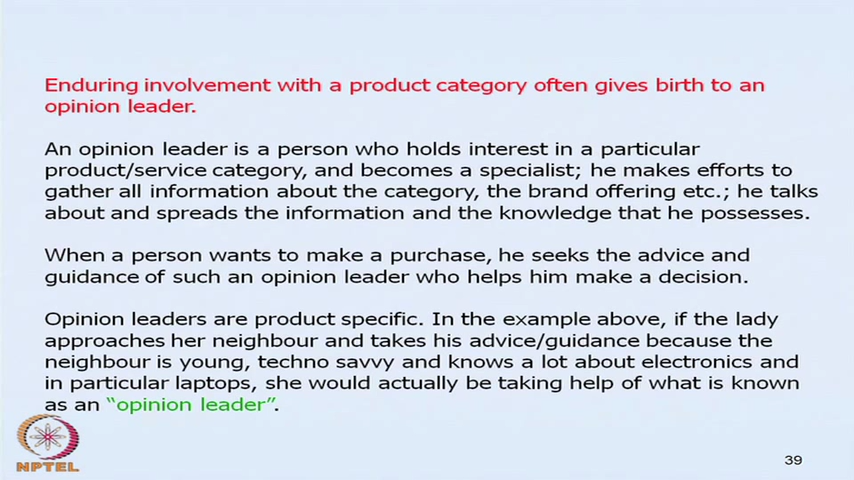 Enduring involvement with a product category often gives birth to an
opinion leader.
An opinion leader is a person who holds interest in a particular
product/service category, and becomes a specialist; he makes efforts to
gather all information about the category, the brand offering etc.; he talks
about and spreads the information and the knowledge that he possesses.
When a person wants to make a purchase, he seeks the advice and
guidance of such an opinion leader who helps him make a decision.
Opinion leaders are product specific. In the example above, if the lady
approaches her neighbour and takes his advice/guidance because the
neighbour is young, techno savvy and knows a lot about electronics and
in particular laptops, she would actually be taking help of what is known
as an “opinion leader”.
NPTEL
39